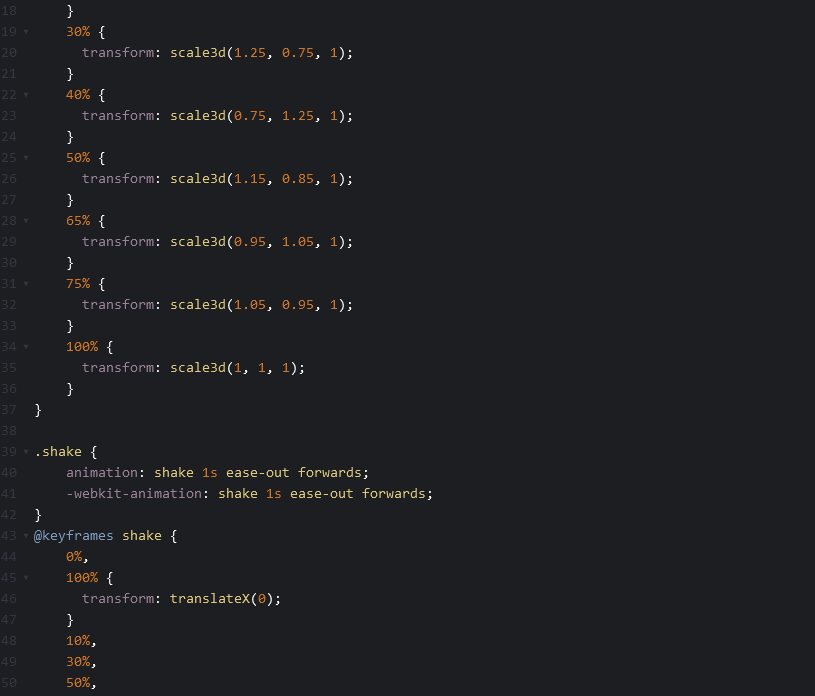 18     }
19     30% {
20       transform: scale3d(1.25, 0.75, 1);
21     }
22     40% {
23       transform: scale3d(0.75, 1.25, 1);
24     }
25     50% {
26       transform: scale3d(1.15, 0.85, 1);
27     }
28     65% {
29       transform: scale3d(0.95, 1.05, 1);
30     }
31     75% {
32       transform: scale3d(1.05, 0.95, 1);
33     }
34     100% {
35       transform: scale3d(1, 1, 1);
36     }
37 }
38
39 .shake {
40     animation: shake 1s ease-out forwards;
41     -webkit-animation: shake 1s ease-out forwards;
42 }
43 @keyframes shake {
44     0%,
45     100% {
46       transform: translateX(0);
47     }
48     10%,
49     30%,
50     50%,